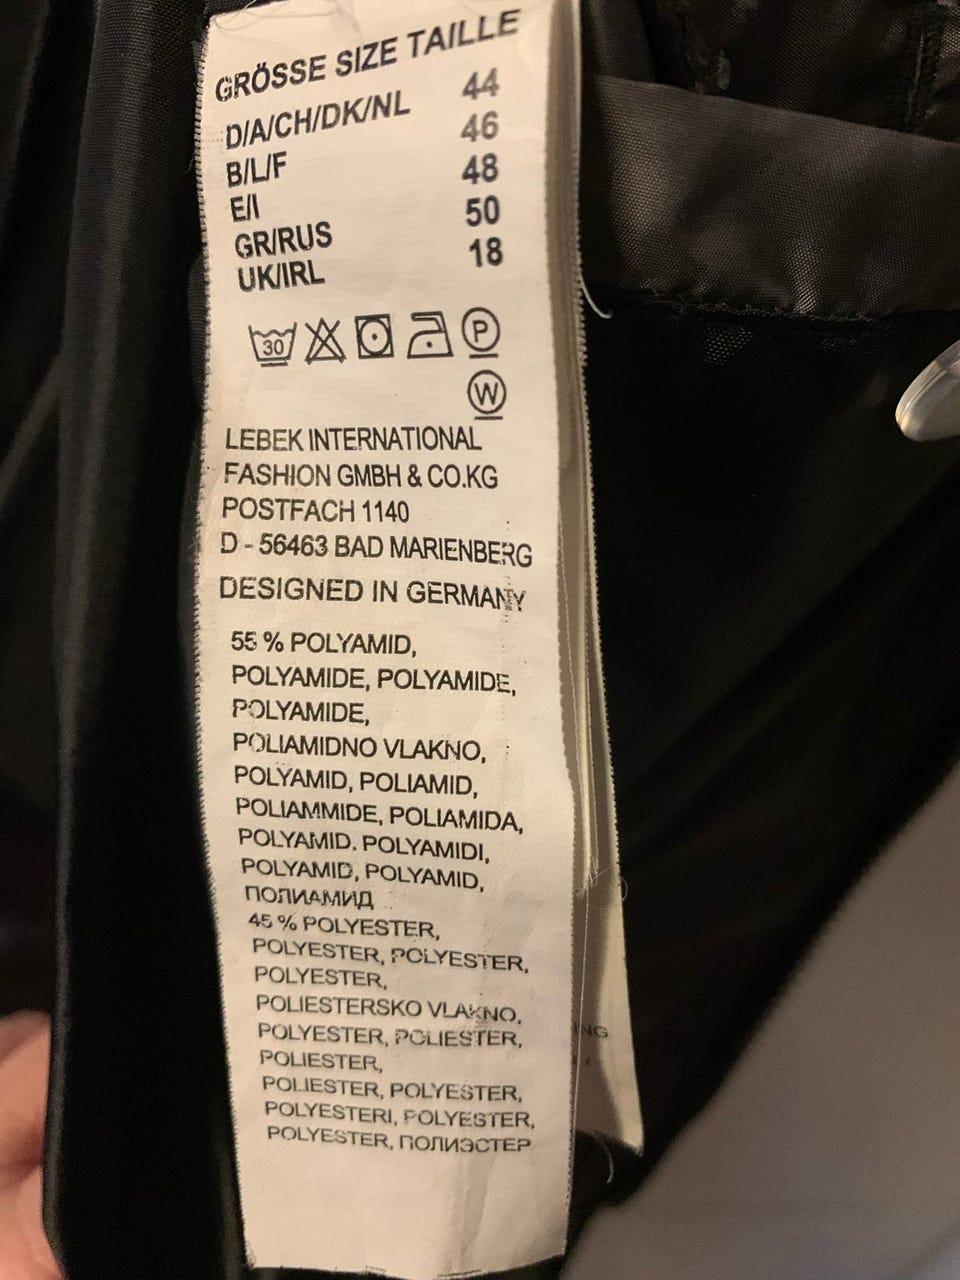 GRÖSSE SIZE TAILLE
D/A/CH/DK/NL 44
B/L/F 46
E/I 48
GR/RUS 50
UK/IRL 18
30 P
W
LEBEK INTERNATIONAL
FASHION GMBH & CO.KG
POSTFACH 1140
D - 56463 BAD MARIENBERG
DESIGNED IN GERMANY
55 % POLYAMID,
POLYAMIDE, POLYAMIDE,
POLYAMIDE,
POLIAMIDNO VLAKNO,
POLYAMID, POLIAMID,
POLIAMMIDE, POLIAMIDA,
POLYAMID. POLYAMIDI,
POLYAMID, POLYAMID,
ПОЛИАМИД
45 % POLYESTER,
POLYESTER, POLYESTER,
POLYESTER,
POLIESTERSKO VLAKNO,
POLYESTER, POLIESTER,
POLIESTER,
POLIESTER, POLYESTER,
POLYESTERI, POLYESTER,
POLYESTER, ПОЛИЭСТЕР